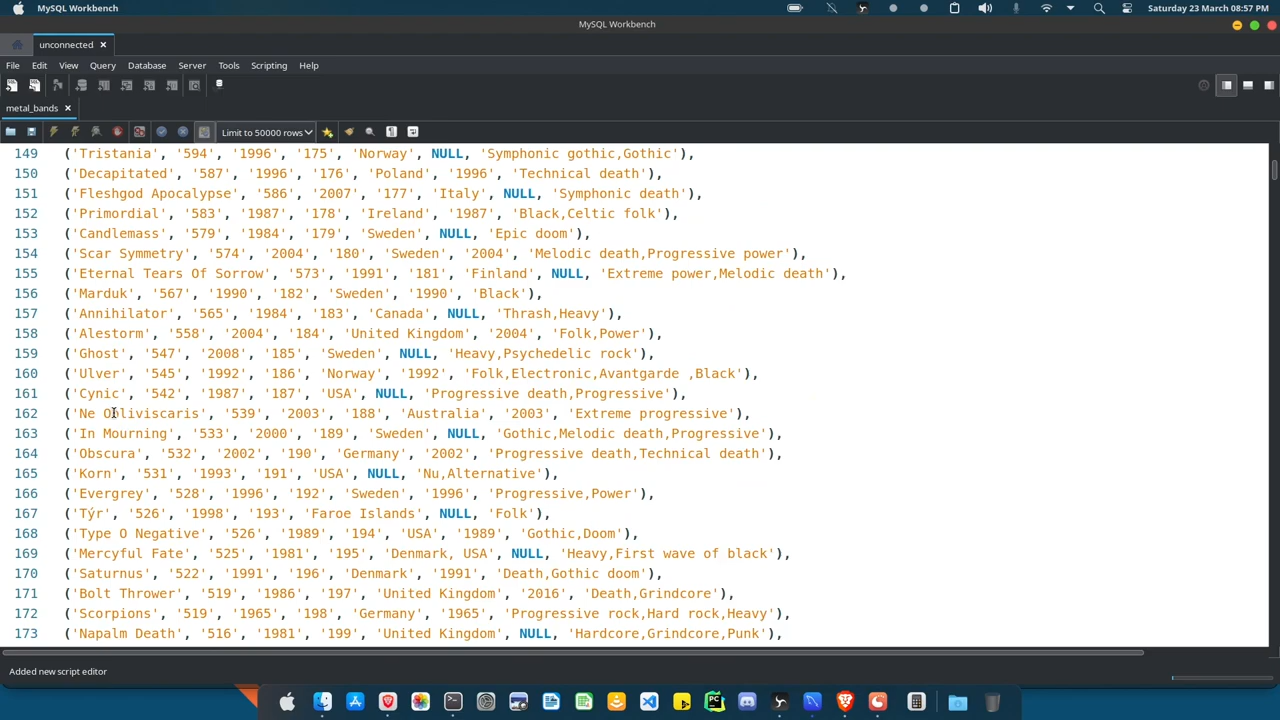 MySQL Workbench
Saturday 23 March 08:57 PM
MySQL Workbench
unconnected
File Edit View Query Database Server Tools Scripting Help
metal_bands
Limit to 50000 rows
149 ('Tristania', '594', '1996', '175', 'Norway', NULL, 'Symphonic gothic,Gothic'),
150 ('Decapitated', '587', '1996', '176', 'Poland', '1996', 'Technical death'),
151 ('Fleshgod Apocalypse', '586', '2007', '177', 'Italy', NULL, 'Symphonic death'),
152 ('Primordial', '583', '1987', '178', 'Ireland', '1987', 'Black,Celtic folk'),
153 ('Candlemass', '579', '1984', '179', 'Sweden', NULL, 'Epic doom'),
154 ('Scar Symmetry', '574', '2004', '180', 'Sweden', '2004', 'Melodic death,Progressive power'),
155 ('Eternal Tears Of Sorrow', '573', '1991', '181', 'Finland', NULL, 'Extreme power,Melodic death'),
156 ('Marduk', '567', '1990', '182', 'Sweden', '1990', 'Black'),
157 ('Annihilator', '565', '1984', '183', 'Canada', NULL, 'Thrash,Heavy'),
158 ('Alestorm', '558', '2004', '184', 'United Kingdom', '2004', 'Folk,Power'),
159 ('Ghost', '547', '2008', '185', 'Sweden', NULL, 'Heavy,Psychedelic rock'),
160 ('Ulver', '545', '1992', '186', 'Norway', '1992', 'Folk,Electronic,Avantgarde ,Black'),
161 ('Cynic', '542', '1987', '187', 'USA', NULL, 'Progressive death,Progressive'),
162 ('Ne Obliviscaris', '539', '2003', '188', 'Australia', '2003', 'Extreme progressive'),
163 ('In Mourning', '533', '2000', '189', 'Sweden', NULL, 'Gothic,Melodic death,Progressive'),
164 ('Obscura', '532', '2002', '190', 'Germany', '2002', 'Progressive death,Technical death'),
165 ('Korn', '531', '1993', '191', 'USA', NULL, 'Nu,Alternative'),
166 ('Evergrey', '528', '1996', '192', 'Sweden', '1996', 'Progressive,Power'),
167 ('Týr', '526', '1998', '193', 'Faroe Islands', NULL, 'Folk'),
168 ('Type O Negative', '526', '1989', '194', 'USA', '1989', 'Gothic,Doom'),
169 ('Mercyful Fate', '525', '1981', '195', 'Denmark, USA', NULL, 'Heavy,First wave of black'),
170 ('Saturnus', '522', '1991', '196', 'Denmark', '1991', 'Death,Gothic doom'),
171 ('Bolt Thrower', '519', '1986', '197', 'United Kingdom', '2016', 'Death,Grindcore'),
172 ('Scorpions', '519', '1965', '198', 'Germany', '1965', 'Progressive rock,Hard rock,Heavy'),
173 ('Napalm Death', '516', '1981', '199', 'United Kingdom', NULL, 'Hardcore,Grindcore,Punk'),
Added new script editor
PC